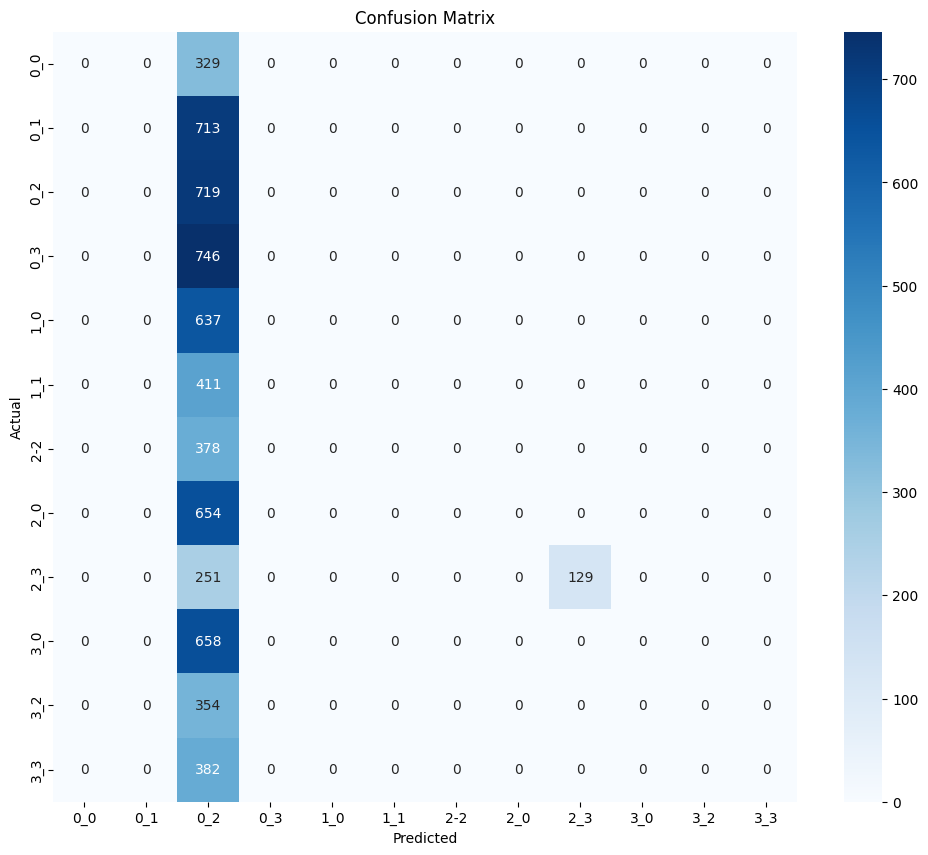 Confusion Matrix
0_0 0 0 329 0 0 0 0 0 0 0 0 0
0_1 0 0 713 0 0 0 0 0 0 0 0 0
0_2 0 0 719 0 0 0 0 0 0 0 0 0
0_3 0 0 746 0 0 0 0 0 0 0 0 0
1_0 0 0 637 0 0 0 0 0 0 0 0 0
1_1 0 0 411 0 0 0 0 0 0 0 0 0
2-2 0 0 378 0 0 0 0 0 0 0 0 0
2_0 0 0 654 0 0 0 0 0 0 0 0 0
2_3 0 0 251 0 0 0 0 0 129 0 0 0
3_0 0 0 658 0 0 0 0 0 0 0 0 0
3_2 0 0 354 0 0 0 0 0 0 0 0 0
3_3 0 0 382 0 0 0 0 0 0 0 0 0
0_0 0_1 0_2 0_3 1_0 1_1 2-2 2_0 2_3 3_0 3_2 3_3
Predicted
Actual
700
600
500
400
300
200
100
0